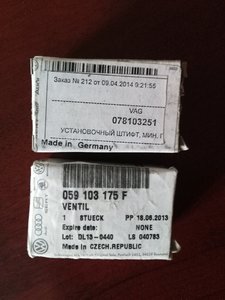 Заказ № 212 от 09.04.2014 9:21:55
VAG
078103251
УСТАНОВОЧНЫЙ ШТИФТ, МИН. Г
Made in Germany
059 103 175 F
VENTIL
1 STUECK PP 18.06.2013
Expire date: NONE
Lot: DL13-0440 LS 040783
Made in CZECH.REPUBLIC